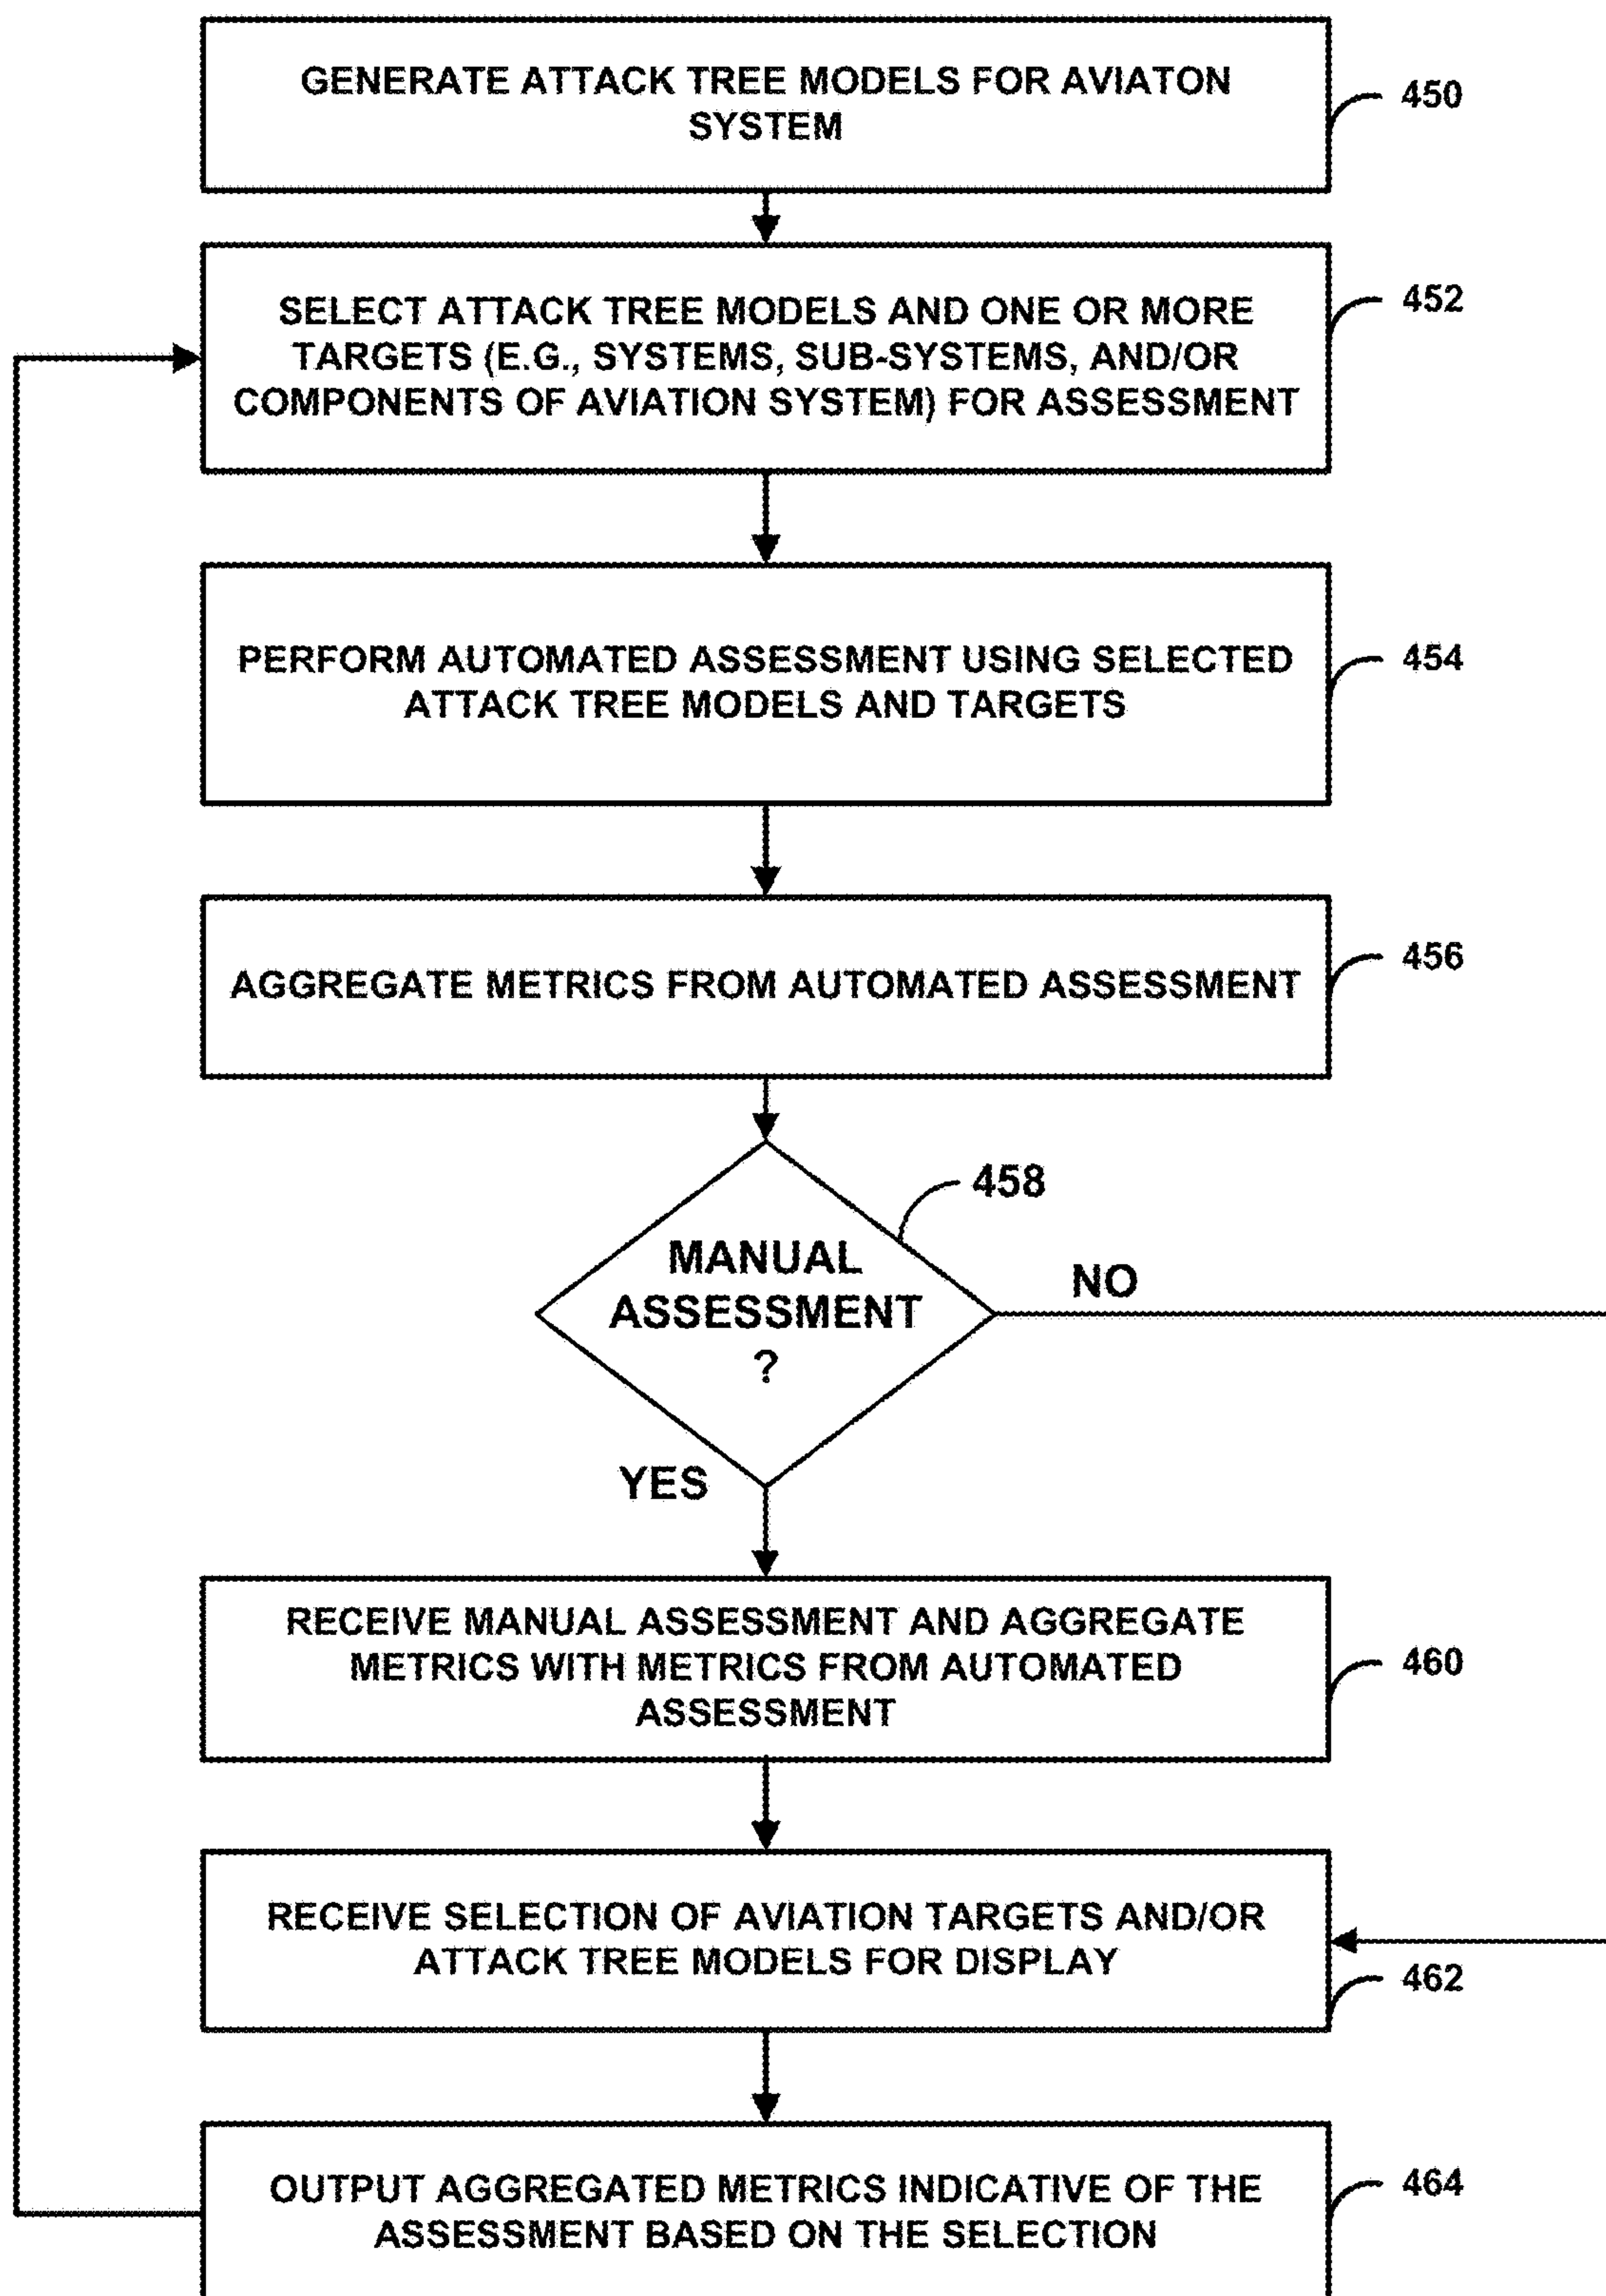 GENERATE ATTACK TREE MODELS FOR AVIATON
SYSTEM
450
SELECT ATTACK TREE MODELS AND ONE OR MORE
TARGETS (E.G., SYSTEMS, SUB-SYSTEMS, AND/OR
COMPONENTS OF AVIATION SYSTEM) FOR ASSESSMENT
452
PERFORM AUTOMATED ASSESSMENT USING SELECTED
ATTACK TREE MODELS AND TARGETS
454
AGGREGATE METRICS FROM AUTOMATED ASSESSMENT
456
MANUAL
ASSESSMENT
?
458
NO
YES
RECEIVE MANUAL ASSESSMENT AND AGGREGATE
METRICS WITH METRICS FROM AUTOMATED
ASSESSMENT
460
RECEIVE SELECTION OF AVIATION TARGETS AND/OR
ATTACK TREE MODELS FOR DISPLAY
462
OUTPUT AGGREGATED METRICS INDICATIVE OF THE
ASSESSMENT BASED ON THE SELECTION
464